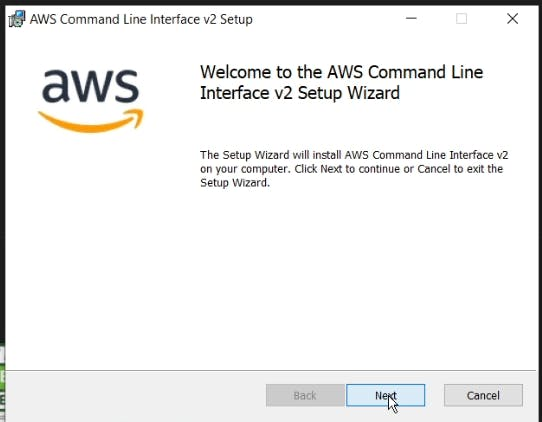 AWS Command Line Interface v2 Setup
aws
Welcome to the AWS Command Line
Interface v2 Setup Wizard
The Setup Wizard will install AWS Command Line Interface v2
on your computer. Click Next to continue or Cancel to exit the
Setup Wizard.
Back
Next
Cancel